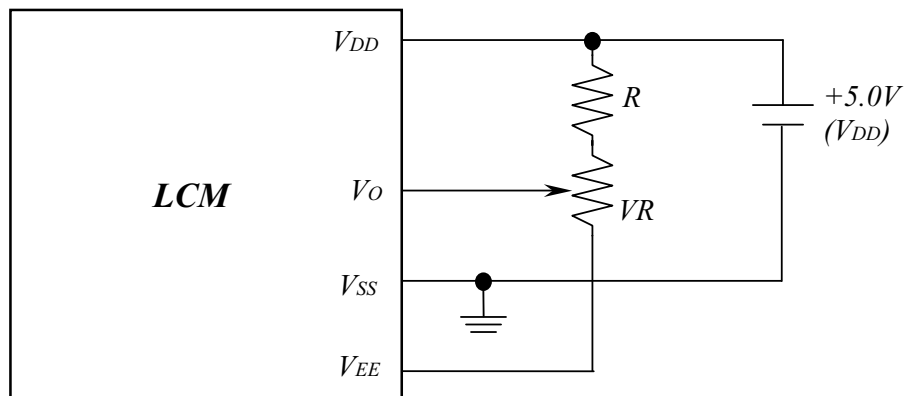 VDD
+5.0V
(VDD)
R
LCM
VO
VR
VSS
VEE